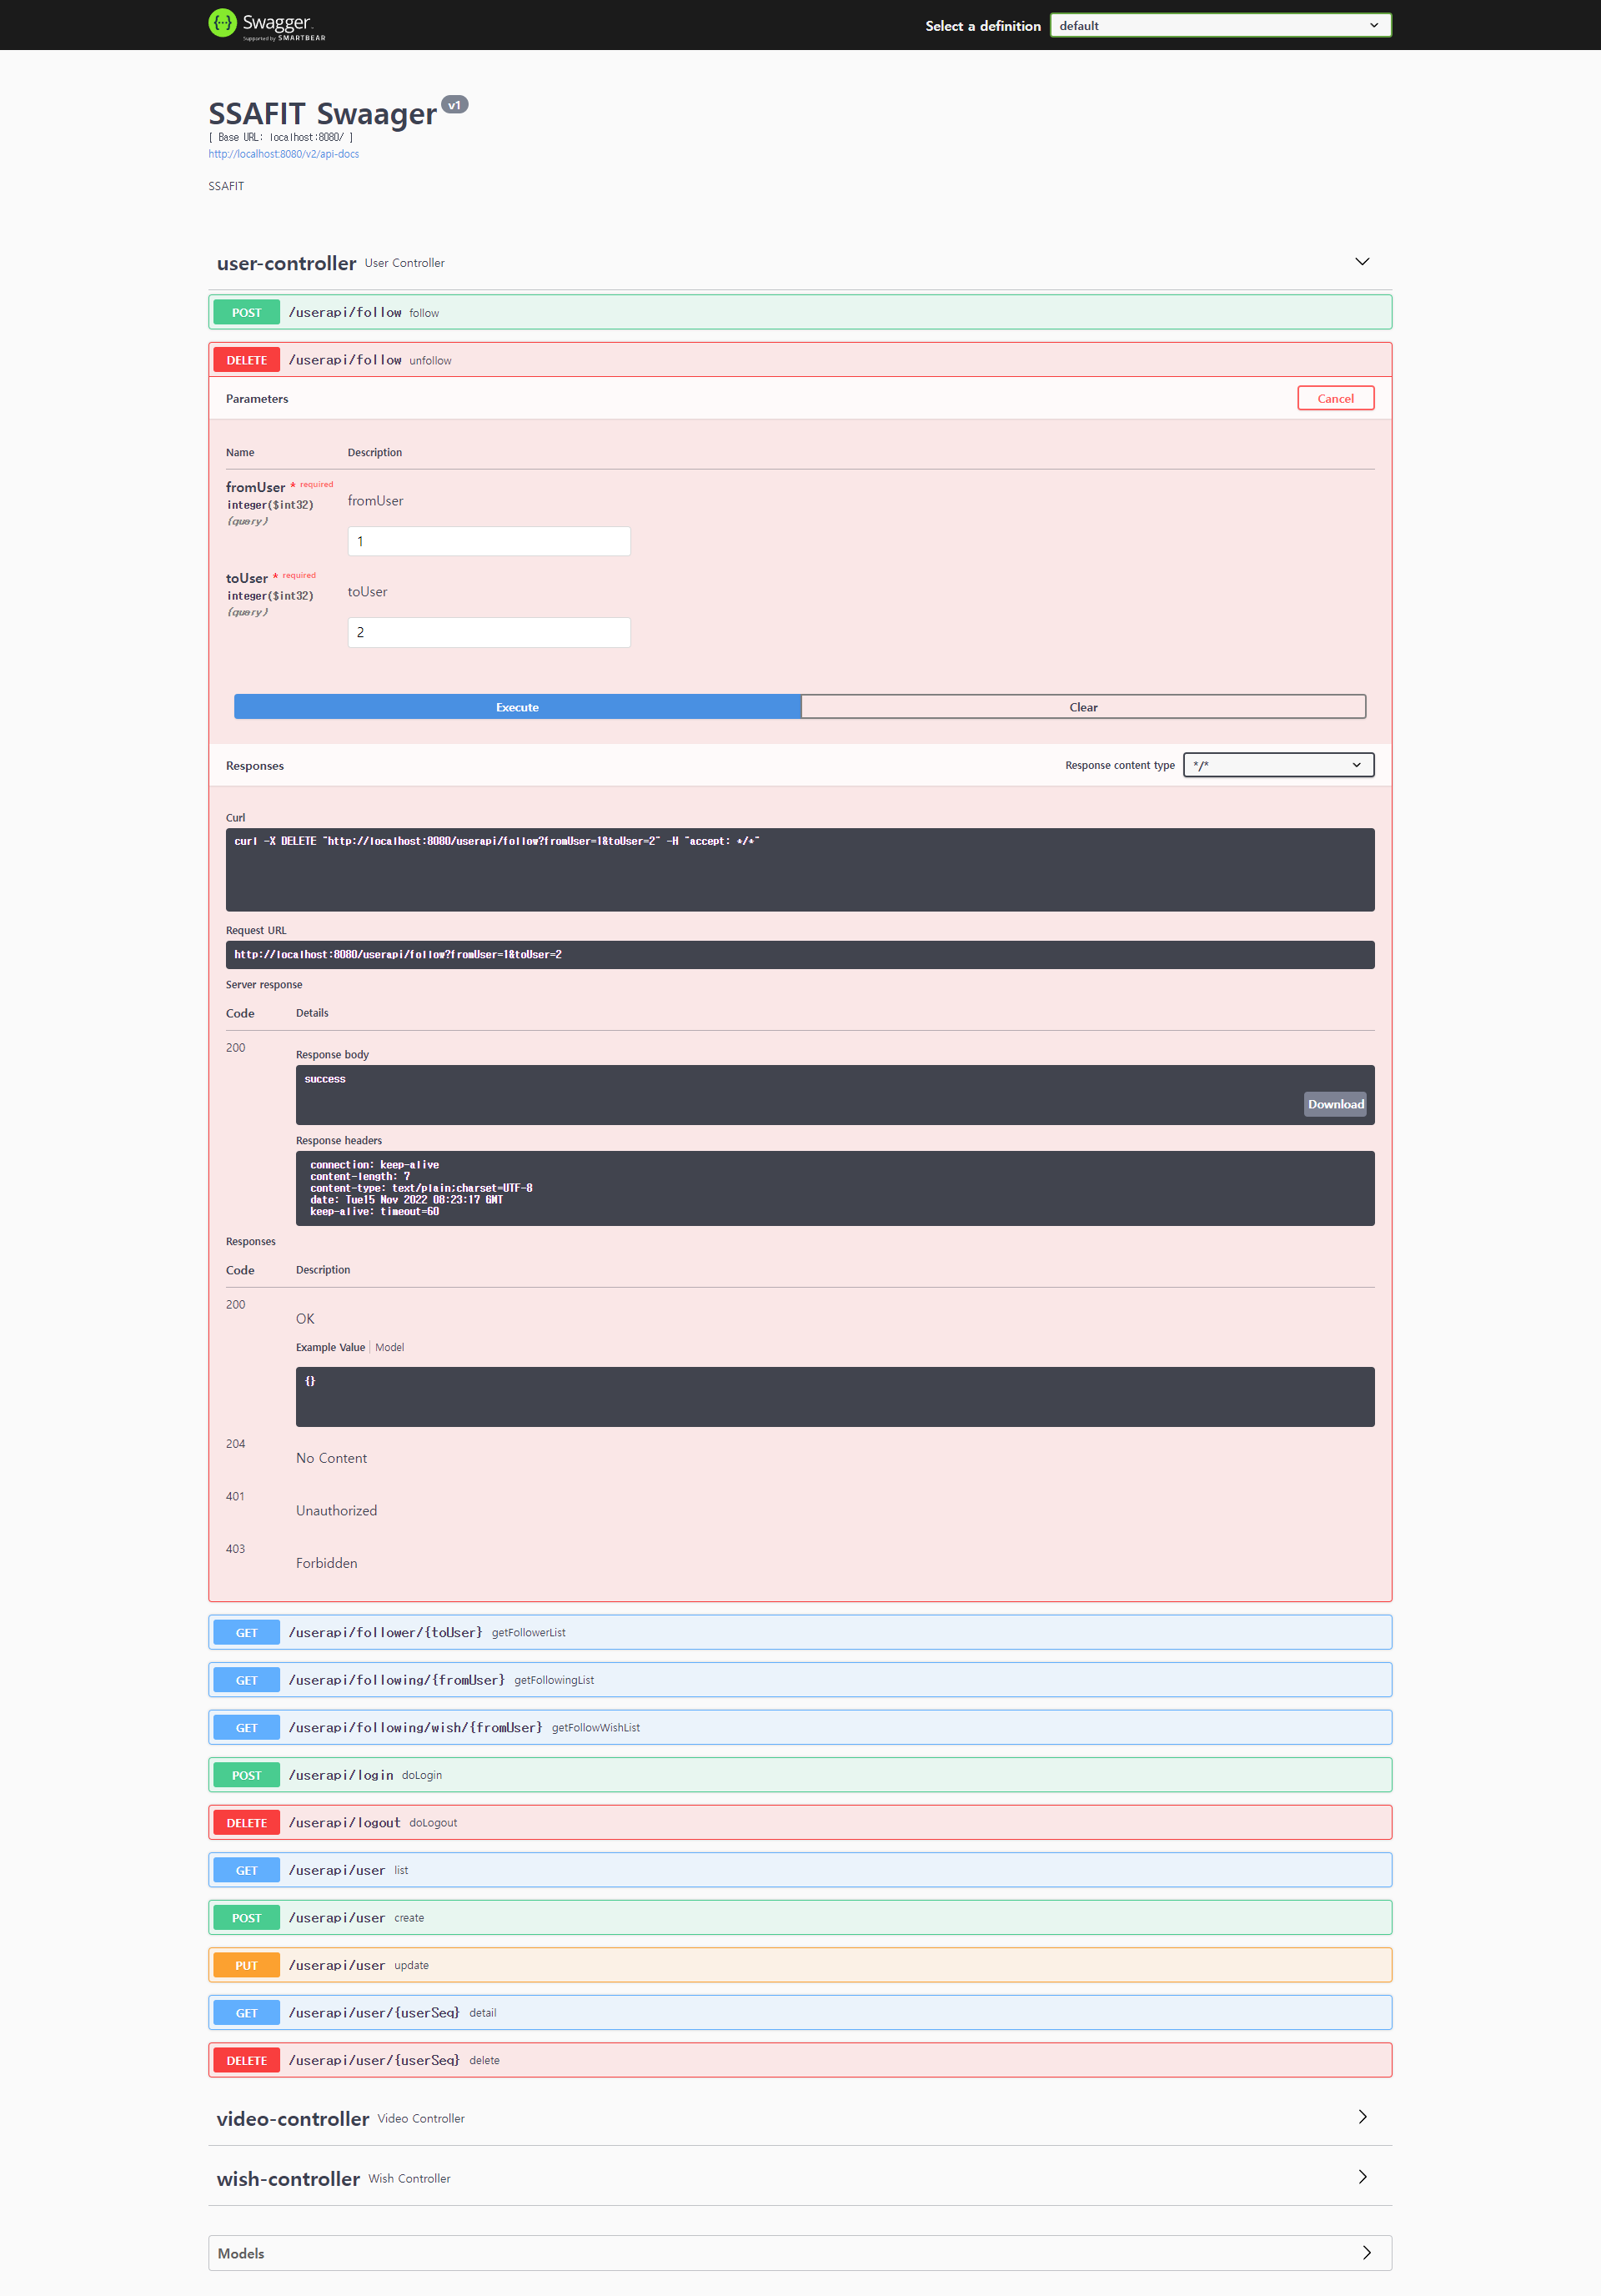 Swagger
Supported by SMARTBEAR
Select a definition
default
SSAFIT Swaager v1
[ Base URL: localhost:8080/ ]
http://localhost:8080/v2/api-docs
SSAFIT
user-controller User Controller
POST /userapi/follow follow
DELETE /userapi/follow unfollow
Parameters
Cancel
Name Description
fromUser * required
integer($int32)
(query)
fromUser
1
toUser * required
integer($int32)
(query)
toUser
2
Execute
Clear
Responses
Response content type
*/*
Curl
curl -X DELETE "http://localhost:8080/userapi/follow?fromUser=1&toUser=2" -H "accept: */*"
Request URL
http://localhost:8080/userapi/follow?fromUser=1&toUser=2
Server response
Code Details
200
Response body
success
Download
Response headers
connection: keep-alive
content-length: 7
content-type: text/plain;charset=UTF-8
date: Tue15 Nov 2022 08:23:17 GMT
keep-alive: timeout=60
Responses
Code Description
200
OK
Example Value Model
{}
204
No Content
401
Unauthorized
403
Forbidden
GET /userapi/follower/{toUser} getFollowerList
GET /userapi/following/{fromUser} getFollowingList
GET /userapi/following/wish/{fromUser} getFollowWishList
POST /userapi/login doLogin
DELETE /userapi/logout doLogout
GET /userapi/user list
POST /userapi/user create
PUT /userapi/user update
GET /userapi/user/{userSeq} detail
DELETE /userapi/user/{userSeq} delete
video-controller Video Controller
wish-controller Wish Controller
Models